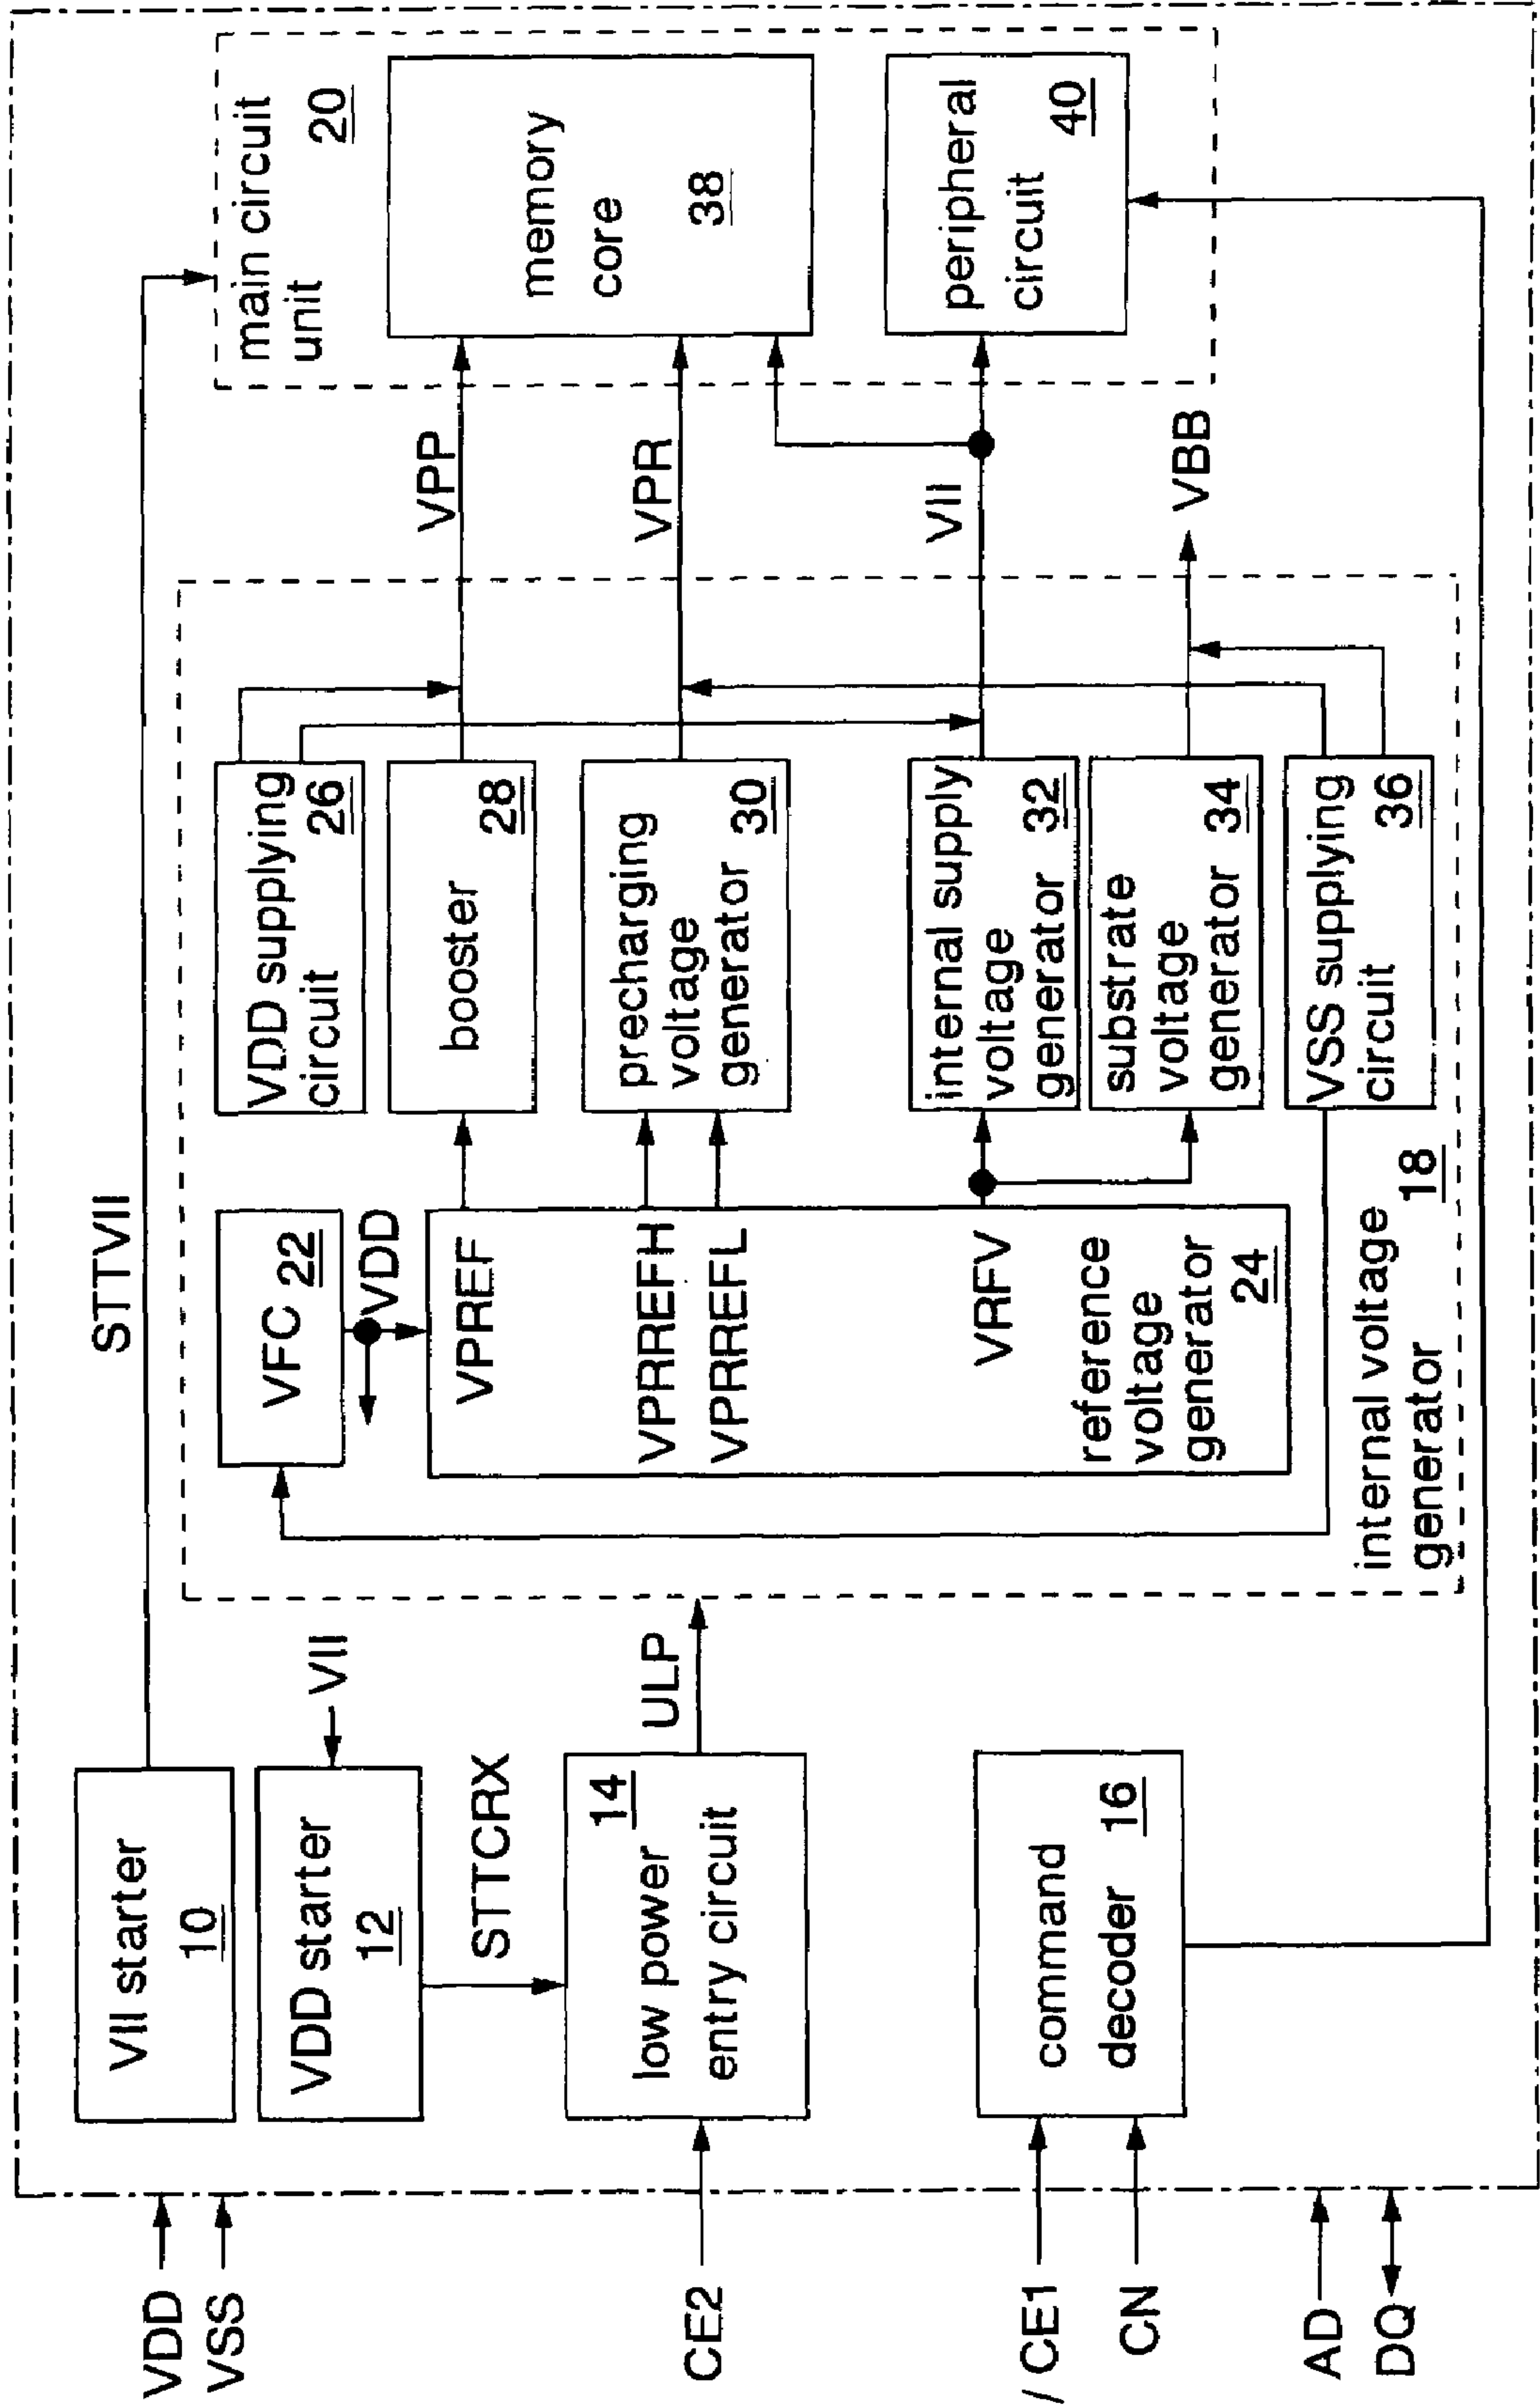 STTVII
VII starter
10
VDD starter
12
VII
STTCRX
low power
entry circuit
14
ULP
command
decoder 16
VDD
VSS
CE2
/ CE1
CN
AD
DQ
VFC 22
VDD
VPREF
VPRREFH
VPRREFL
VRFV
reference
voltage
generator
24
internal voltage
generator
18
VDD supplying
circuit
26
booster
28
precharging
voltage
generator
30
internal supply
voltage
generator 32
substrate
voltage
generator 34
VSS supplying
circuit
36
VPP
VPR
VII
VBB
main circuit
unit
20
memory
core
38
peripheral
circuit
40